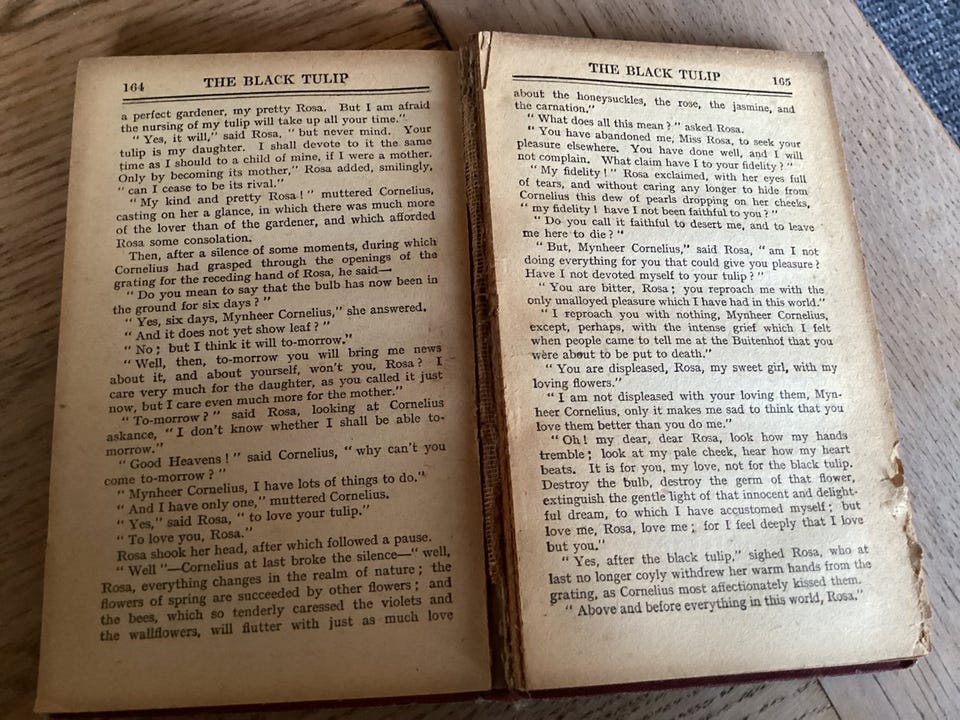 164
THE BLACK TULIP
a perfect gardener, my pretty Rosa. But I am afraid
the nursing of my tulip will take up all your time."
" Yes, it will," said Rosa, " but never mind. Your
tulip is my daughter. I shall devote to it the same
time as I should to a child of mine, if I were a mother.
Only by becoming its mother," Rosa added, smilingly,
" can I cease to be its rival."
" My kind and pretty Rosa ! " muttered Cornelius,
casting on her a glance, in which there was much more
of the lover than of the gardener, and which afforded
Rosa some consolation.
Then, after a silence of some moments, during which
Cornelius had grasped through the openings of the
grating for the receding hand of Rosa, he said—
" Do you mean to say that the bulb has now been in
the ground for six days ? "
" Yes, six days, Mynheer Cornelius," she answered.
" And it does not yet show leaf ? "
" No ; but I think it will to-morrow."
" Well, then, to-morrow you will bring me news
about it, and about yourself, won't you, Rosa ? I
care very much for the daughter, as you called it just
now, but I care even much more for the mother."
" To-morrow ? " said Rosa, looking at Cornelius
askance, " I don't know whether I shall be able to-
morrow."
" Good Heavens ! " said Cornelius, " why can't you
come to-morrow ? "
" Mynheer Cornelius, I have lots of things to do."
" And I have only one," muttered Cornelius.
" Yes," said Rosa, " to love your tulip."
" To love you, Rosa."
Rosa shook her head, after which followed a pause.
" Well "—Cornelius at last broke the silence—" well,
Rosa, everything changes in the realm of nature ; the
flowers of spring are succeeded by other flowers ; and
the bees, which so tenderly caressed the violets and
the wallflowers, will flutter with just as much love
THE BLACK TULIP
165
about the honeysuckles, the rose, the jasmine, and
the carnation."
" What does all this mean ? " asked Rosa.
" You have abandoned me, Miss Rosa, to seek your
pleasure elsewhere. You have done well, and I will
not complain. What claim have I to your fidelity ? "
" My fidelity ! " Rosa exclaimed, with her eyes full
of tears, and without caring any longer to hide from
Cornelius this dew of pearls dropping on her cheeks,
" my fidelity ! have I not been faithful to you ? "
" Do you call it faithful to desert me, and to leave
me here to die ? "
" But, Mynheer Cornelius," said Rosa, " am I not
doing everything for you that could give you pleasure ?
Have I not devoted myself to your tulip ? "
" You are bitter, Rosa ; you reproach me with the
only unalloyed pleasure which I have had in this world."
" I reproach you with nothing, Mynheer Cornelius,
except, perhaps, with the intense grief which I felt
when people came to tell me at the Buitenhof that you
were about to be put to death."
" You are displeased, Rosa, my sweet girl, with my
loving flowers."
" I am not displeased with your loving them, Myn-
heer Cornelius, only it makes me sad to think that you
love them better than you do me."
" Oh ! my dear, dear Rosa, look how my hands
tremble ; look at my pale cheek, hear how my heart
beats. It is for you, my love, not for the black tulip.
Destroy the bulb, destroy the germ of that flower,
extinguish the gentle light of that innocent and delight-
ful dream, to which I have accustomed myself ; but
love me, Rosa, love me ; for I feel deeply that I love
but you."
" Yes, after the black tulip," sighed Rosa, who at
last no longer coyly withdrew her warm hands from the
grating, as Cornelius most affectionately kissed them.
" Above and before everything in this world, Rosa."